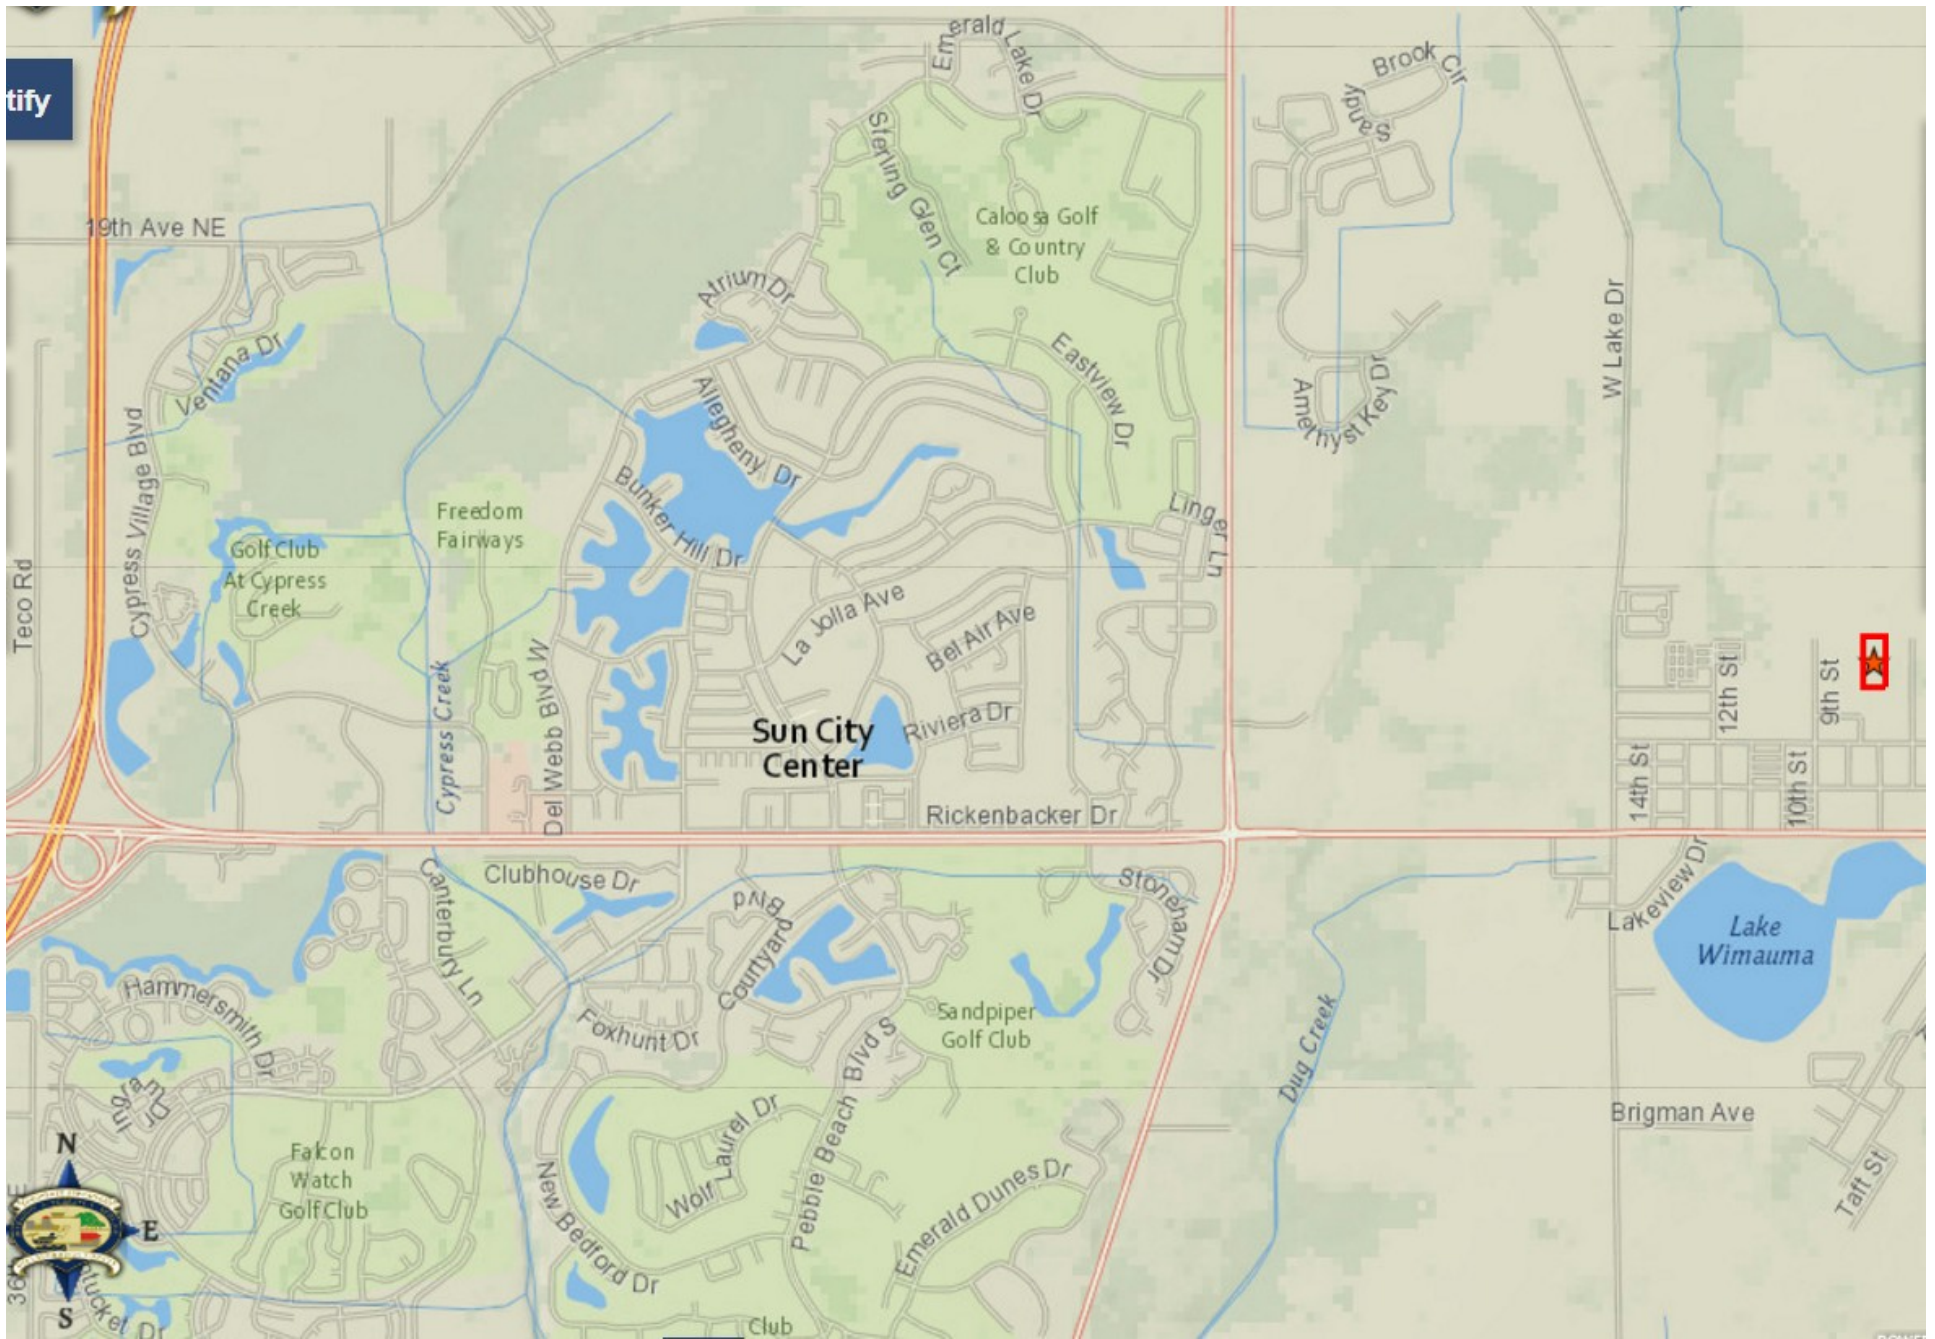 Emerald Lake Dr
Brook Cir
Sandy
tify
Sterling Glen Ct
19th Ave NE
Caloosa Golf
& Country
Club
Atrium Dr
W Lake Dr
Ventana Dr
Eastview Dr
Amethyst Key Dr
Allegheny Dr
Cypress Village Blvd
Bunker Hill Dr
Freedom
Fairways
Linger Ln
Golf Club
At Cypress
Creek
Teco Rd
La Jolla Ave
Bel Air Ave
Cypress Creek
Del Webb Blvd W
12th St
9th St
Riviera Dr
Sun City
Center
14th St
10th St
Rickenbacker Dr
Canterbury Ln
Clubhouse Dr
Courtyard
Blvd
Stoneham Dr
Lakeview Dr
Lake
Wimauma
Hammersmith Dr
Foxhunt Dr
Sandpiper
Golf Club
Dug Creek
Ingram Dr
Pebble Beach Blvd S
Wolf Laurel Dr
Brigman Ave
N
Falcon
Watch
Golf Club
New Bedford Dr
Emerald Dunes Dr
Taft St
E
S
Club